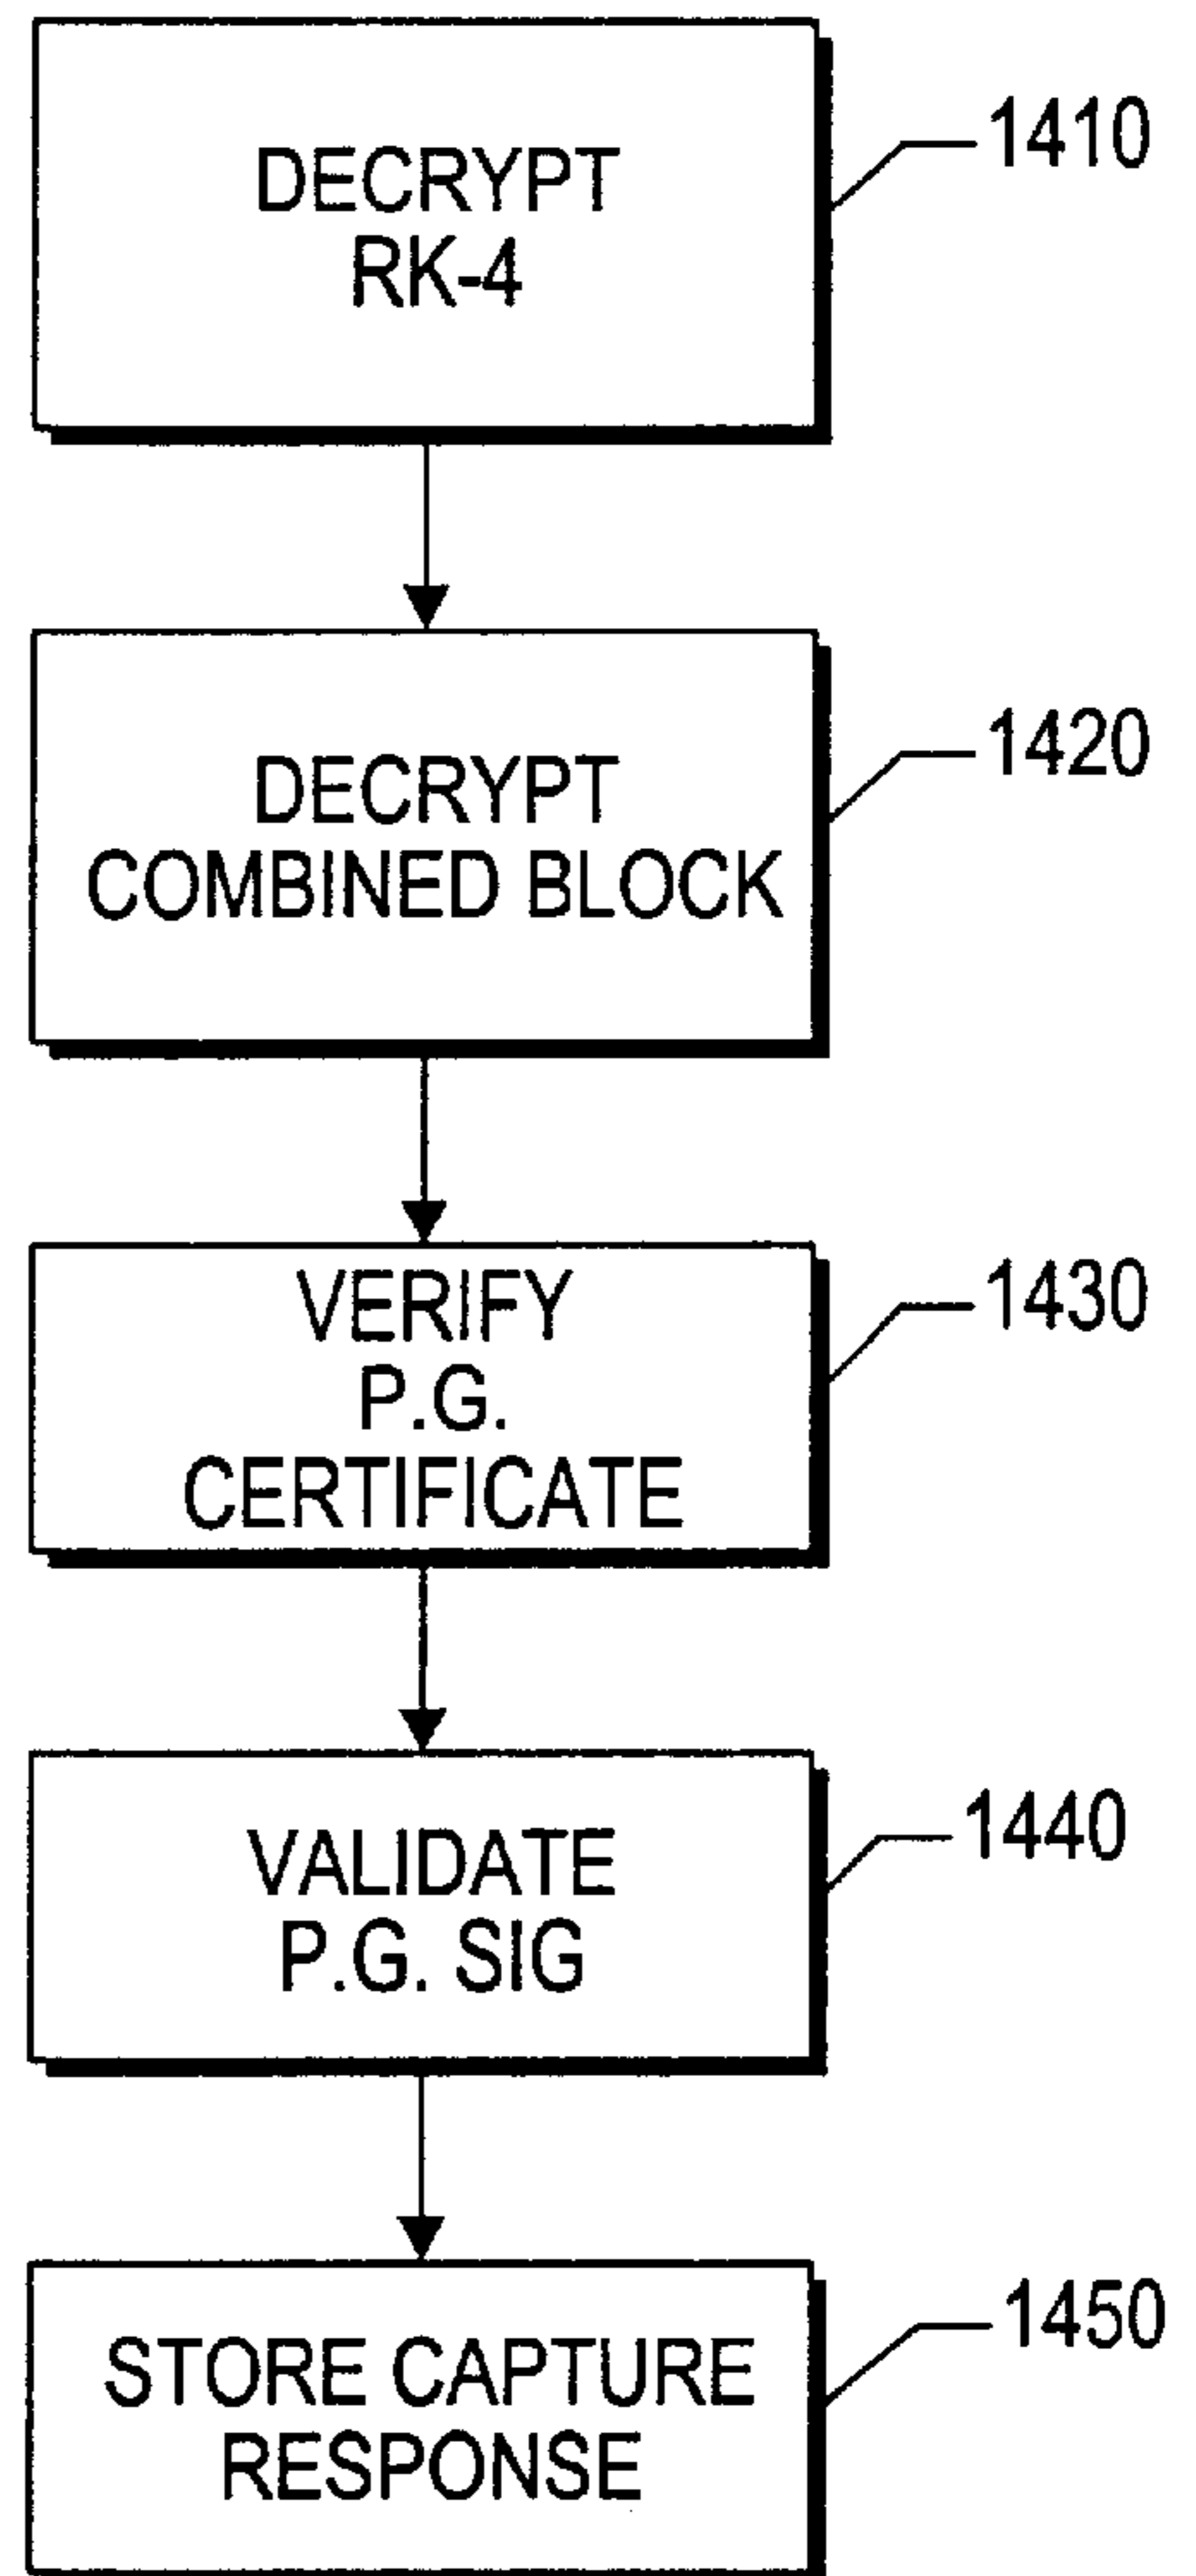 DECRYPT
RK-4
1410
DECRYPT
COMBINED BLOCK
1420
VERIFY
P.G.
CERTIFICATE
1430
VALIDATE
P.G. SIG
1440
STORE CAPTURE
RESPONSE
1450